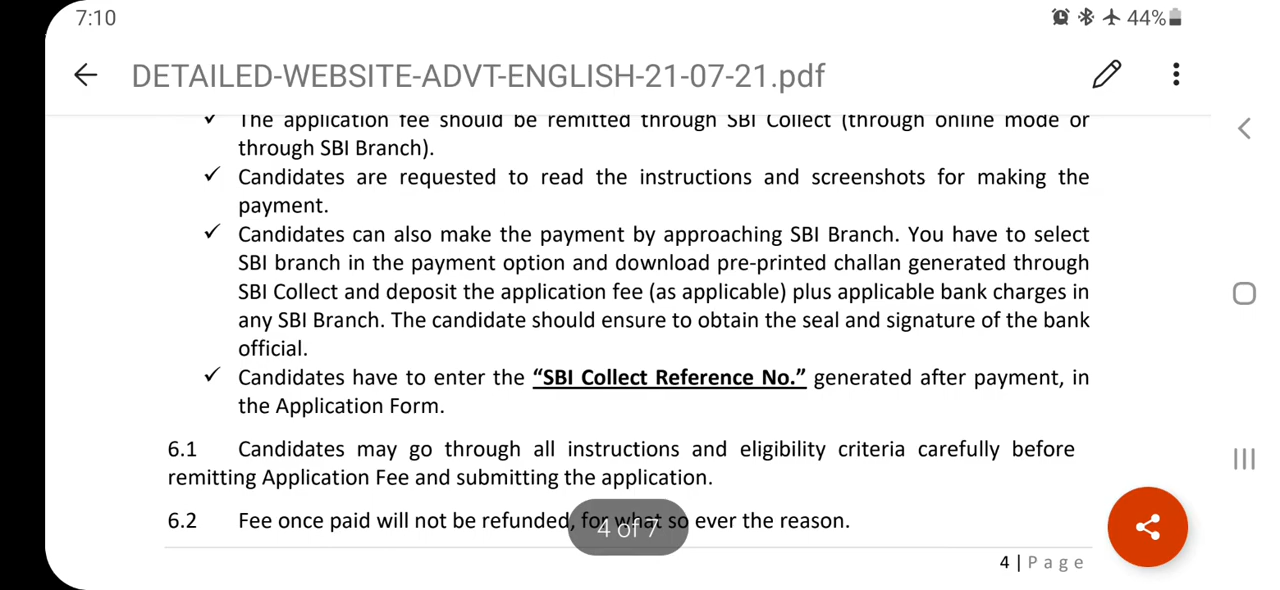 7:10
44%
DETAILED-WEBSITE-ADVT-ENGLISH-21-07-21.pdf
✓ The application fee should be remitted through SBI Collect (through online mode or
through SBI Branch).
✓ Candidates are requested to read the instructions and screenshots for making the
payment.
✓ Candidates can also make the payment by approaching SBI Branch. You have to select
SBI branch in the payment option and download pre-printed challan generated through
SBI Collect and deposit the application fee (as applicable) plus applicable bank charges in
any SBI Branch. The candidate should ensure to obtain the seal and signature of the bank
official.
✓ Candidates have to enter the “SBI Collect Reference No.” generated after payment, in
the Application Form.
6.1 Candidates may go through all instructions and eligibility criteria carefully before
remitting Application Fee and submitting the application.
6.2 Fee once paid will not be refunded, for what so ever the reason.
4 of 7
4 | Page